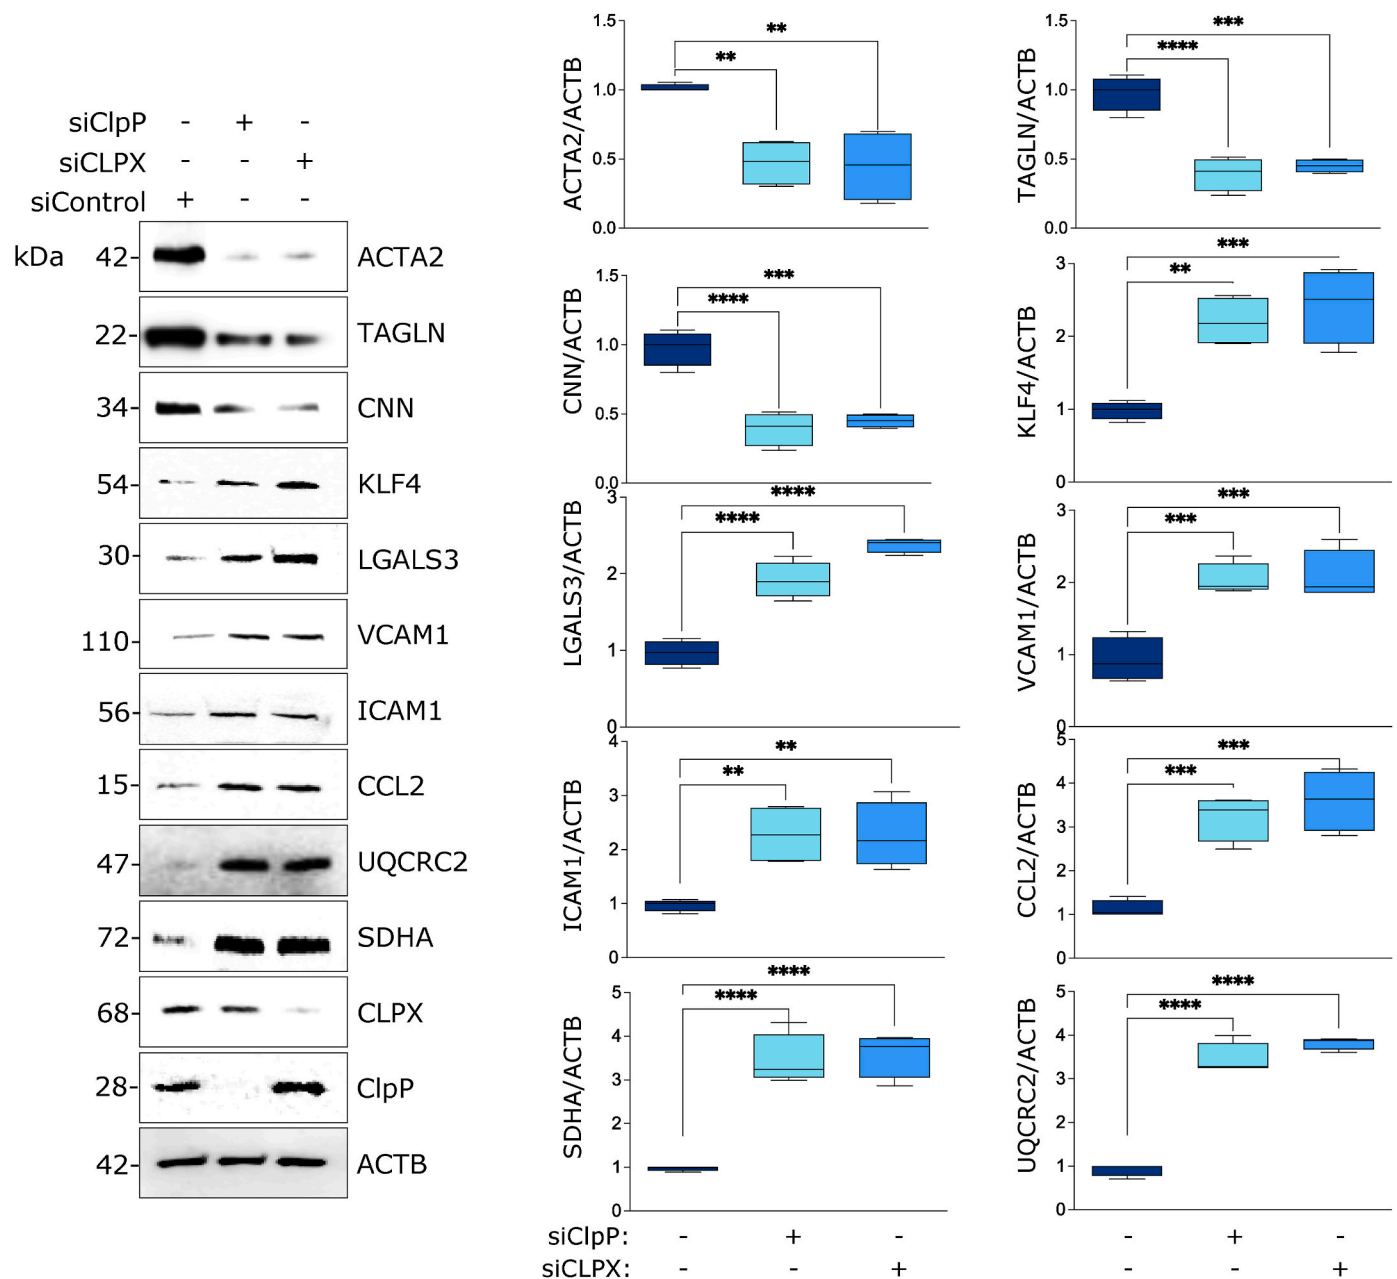 siClpP - + -
siCLPX - - +
siControl + - -
kDa 42- ACTA2
22- TAGLN
34- CNN
54- KLF4
30- LGALS3
110- VCAM1
56- ICAM1
15- CCL2
47- UQCRC2
72- SDHA
68- CLPX
28- ClpP
42- ACTB
ACTA2/ACTB
1.5
1.0
0.5
0.0
**
**
TAGLN/ACTB
1.5
1.0
0.5
0.0
***
****
CNN/ACTB
1.5
1.0
0.5
0.0
***
****
KLF4/ACTB
3
2
1
0
***
**
LGALS3/ACTB
3
2
1
0
****
****
VCAM1/ACTB
3
2
1
0
***
***
ICAM1/ACTB
4
3
2
1
0
**
**
CCL2/ACTB
5
4
3
2
1
0
***
***
SDHA/ACTB
5
4
3
2
1
0
****
****
UQCRC2/ACTB
5
4
3
2
1
0
****
****
siClpP: - + - - + -
siCLPX: - - + - - +